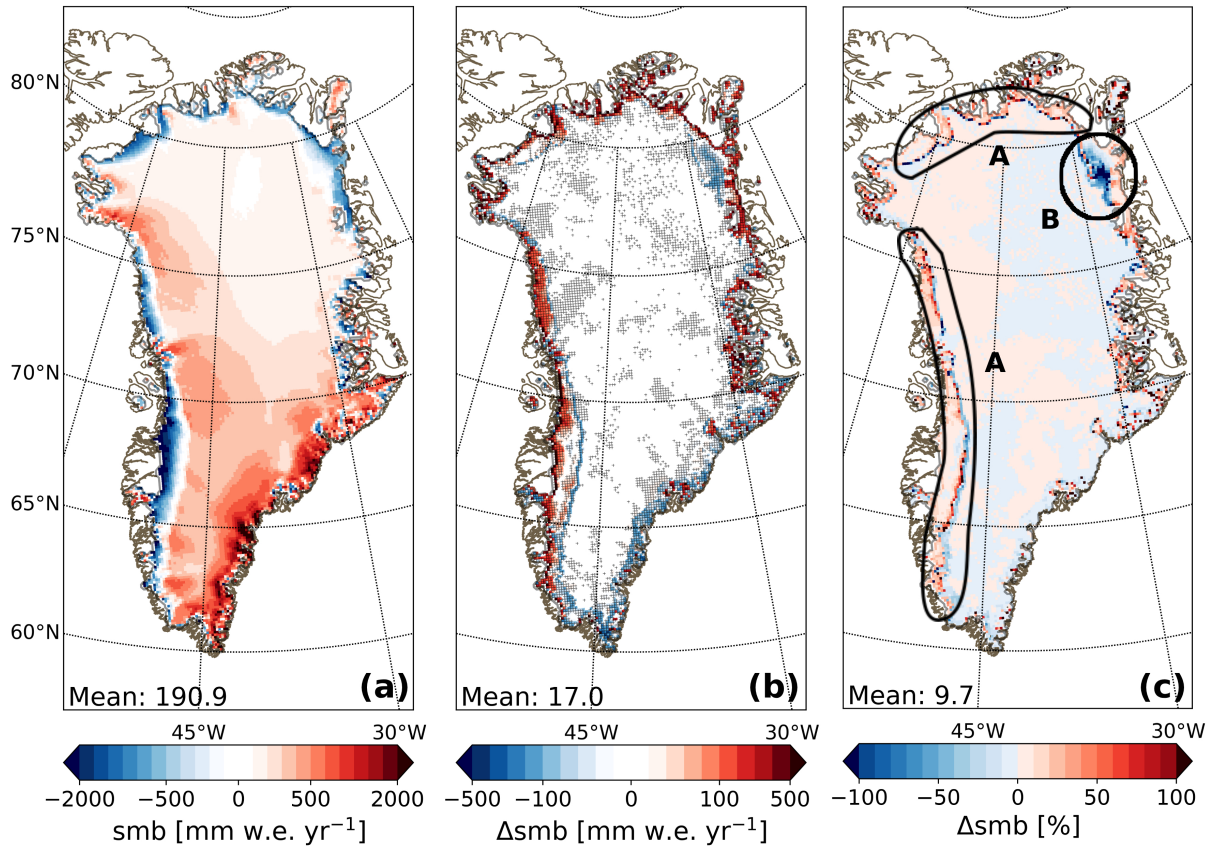 80°N
75°N
70°N
65°N
60°N
A
B
A
Mean: 190.9 (a)
Mean: 17.0 (b)
Mean: 9.7 (c)
45°W 30°W
45°W 30°W
45°W 30°W
−2000 −500 0 500 2000
−500 −100 0 100 500
−100 −50 0 50 100
smb [mm w.e. yr⁻¹]
Δsmb [mm w.e. yr⁻¹]
Δsmb [%]